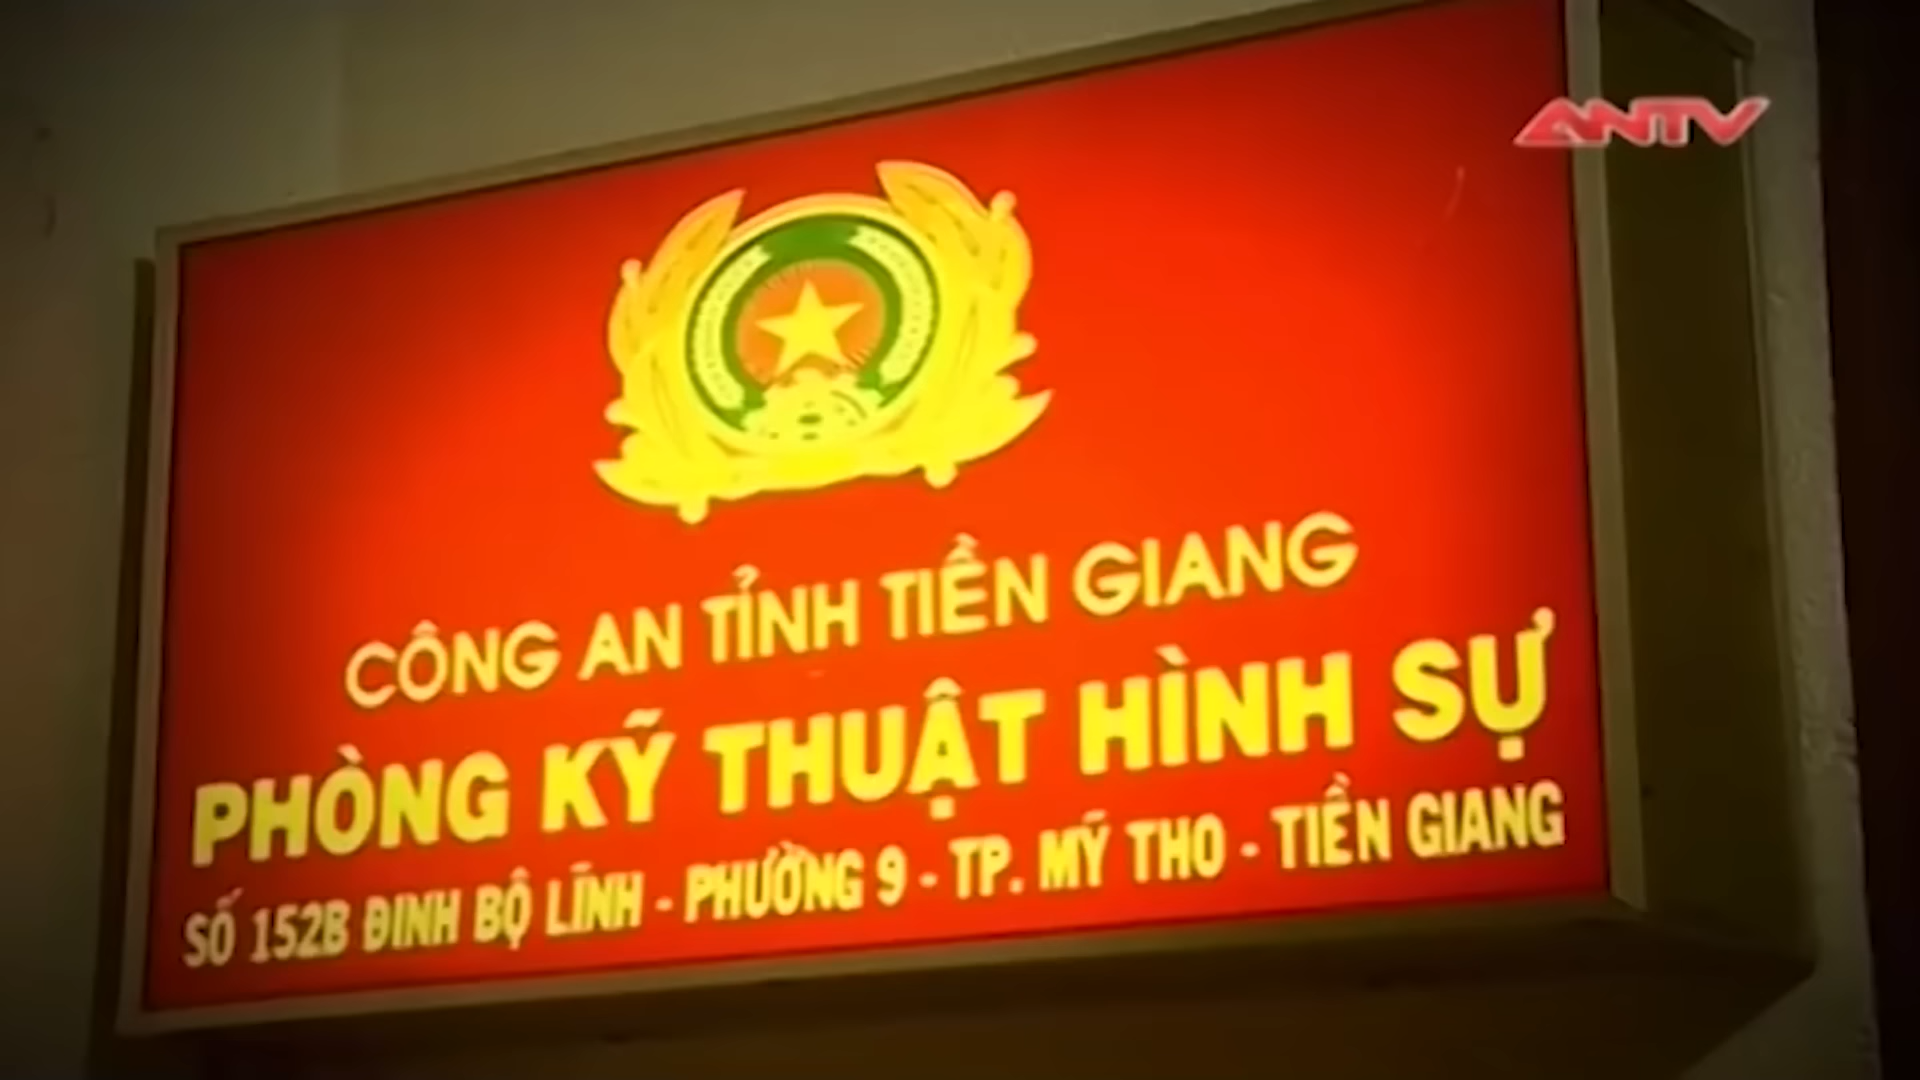 ANTV
CÔNG AN TỈNH TIỀN GIANG
PHÒNG KỸ THUẬT HÌNH SỰ
SỐ 152B ĐINH BỘ LĨNH - PHƯỜNG 9 - TP. MỸ THO - TIỀN GIANG